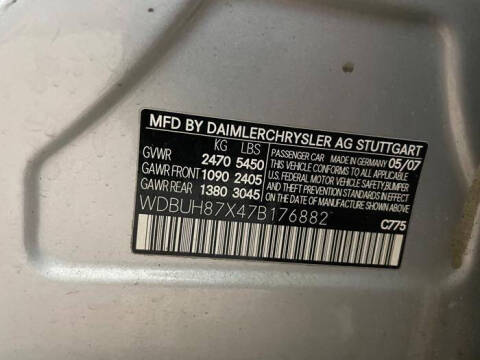 MFD BY DAIMLERCHRYSLER AG STUTTGART
KG LBS
GVWR 2470 5450
GAWR FRONT 1090 2405
GAWR REAR 1380 3045
PASSENGER CAR MADE IN GERMANY 05/07
THIS VEHICLE CONFORMS TO ALL APPLICABLE
FEDERAL MOTOR VEHICLE SAFETY, BUMPER
AND THEFT PREVENTION STANDARDS IN EFFECT
ON THE DATE OF MANUFACTURE SHOWN ABOVE
WDBUH87X47B176882
C775